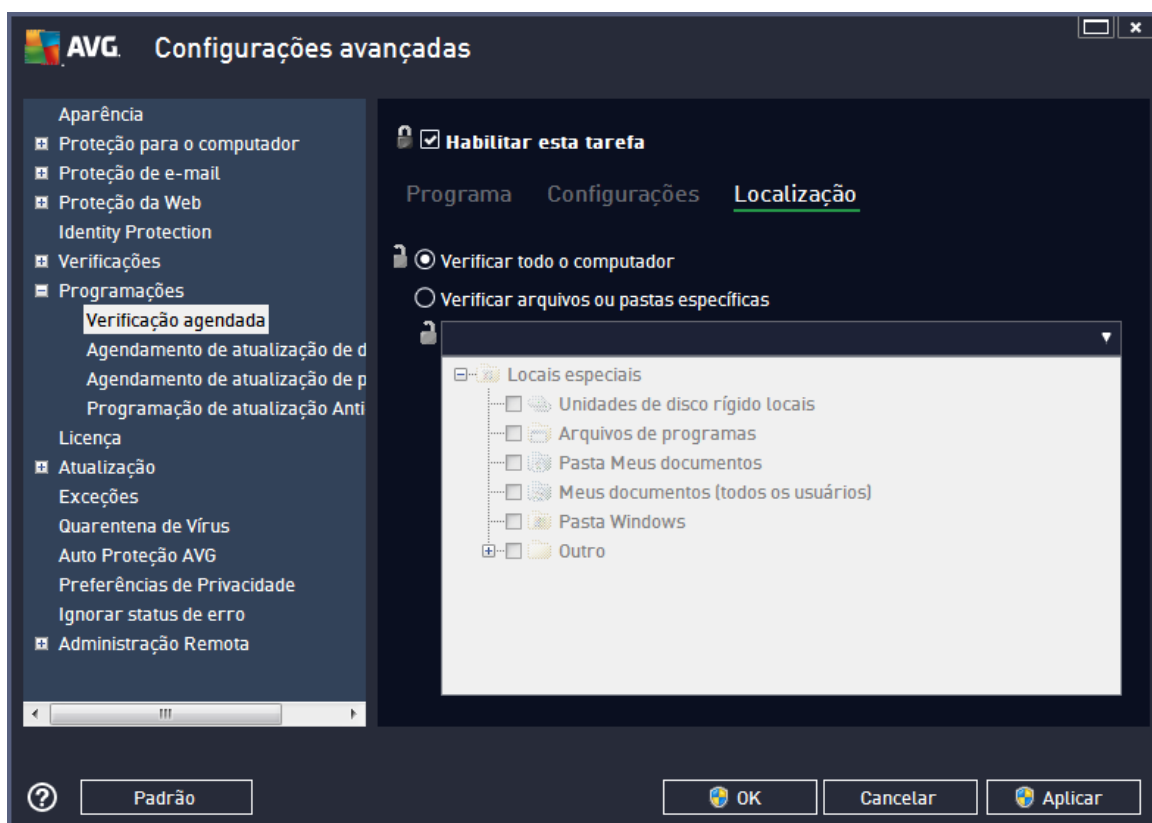 AVG. Configurações avançadas
Aparência
Proteção para o computador
Proteção de e-mail
Proteção da Web
Identity Protection
Verificações
Programações
Verificação agendada
Agendamento de atualização de d
Agendamento de atualização de p
Programação de atualização Anti
Licença
Atualização
Exceções
Quarentena de Vírus
Auto Proteção AVG
Preferências de Privacidade
Ignorar status de erro
Administração Remota
Habilitar esta tarefa
Programa Configurações Localização
Verificar todo o computador
Verificar arquivos ou pastas específicas
Locais especiais
Unidades de disco rígido locais
Arquivos de programas
Pasta Meus documentos
Meus documentos (todos os usuários)
Pasta Windows
Outro
Padrão OK Cancelar Aplicar